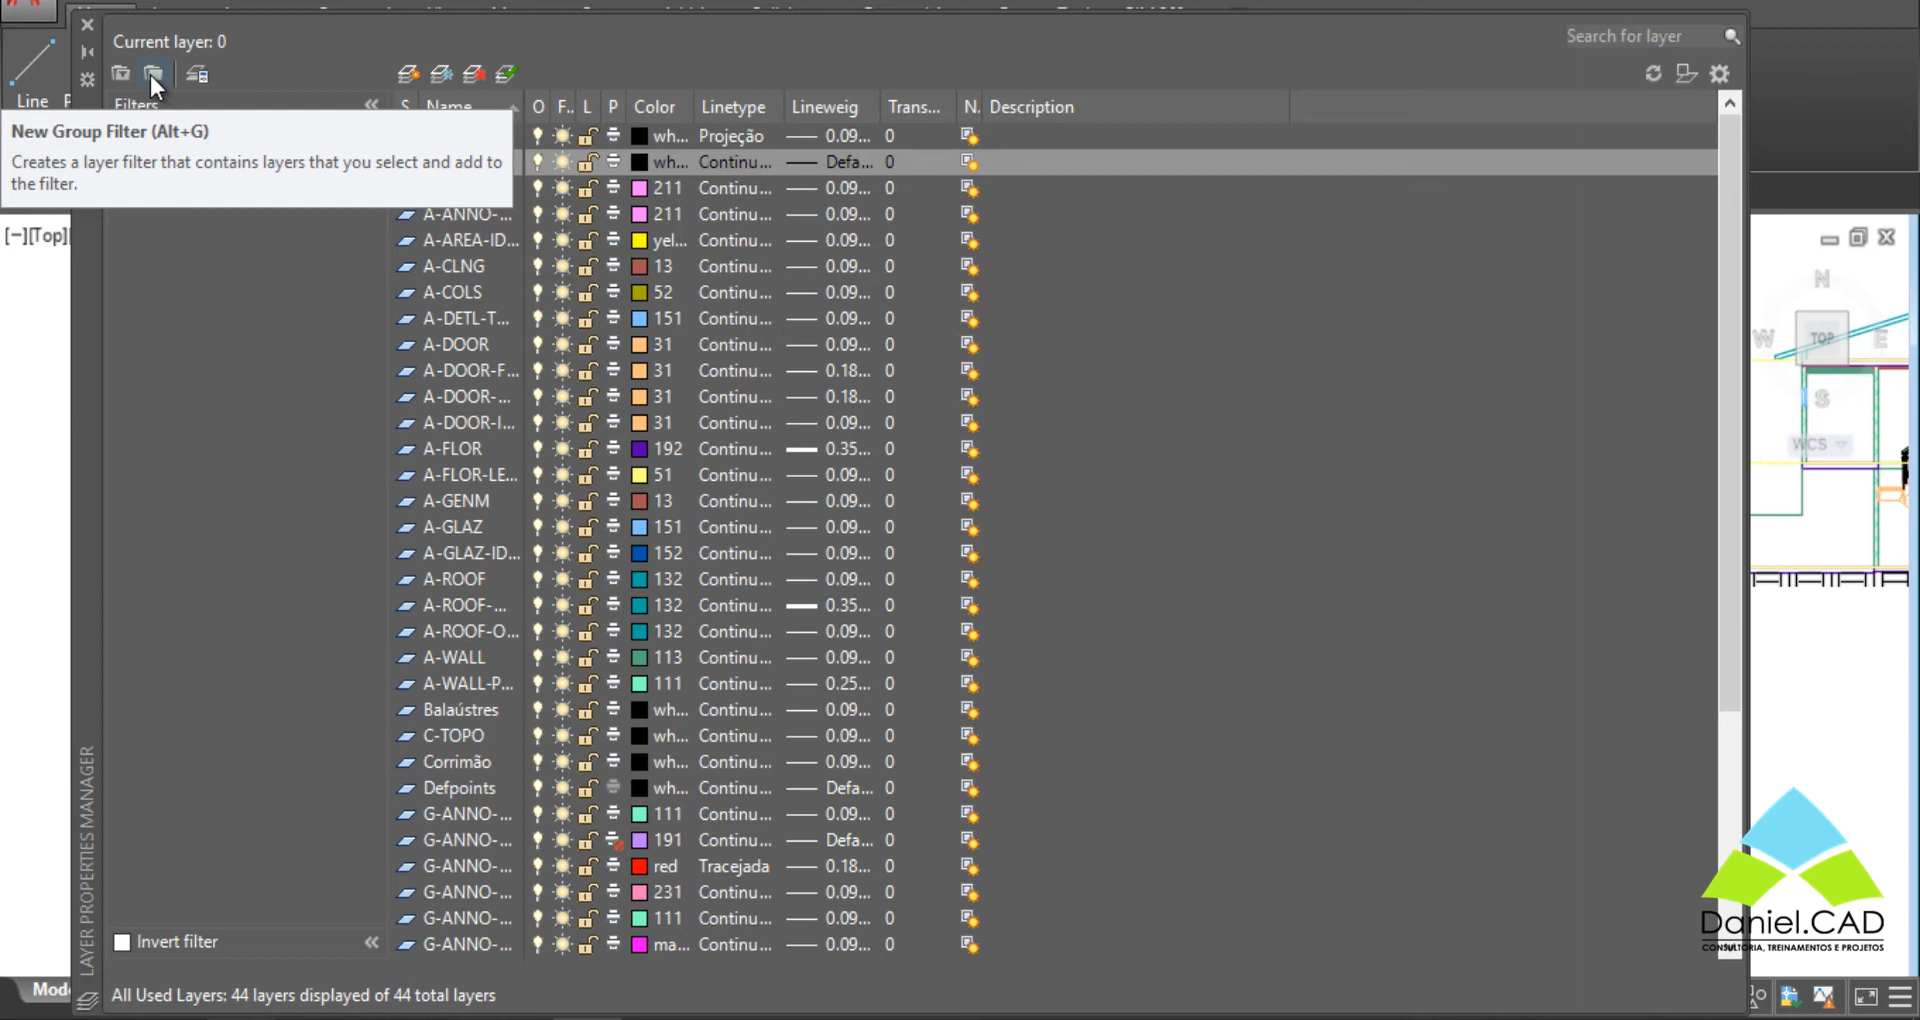 Current layer: 0
Search for layer
Line
Filters
S. Name O F.. L P Color Linetype Lineweig Trans... N. Description
New Group Filter (Alt+G)
Creates a layer filter that contains layers that you select and add to
the filter.
wh... Projeção 0.09... 0
wh... Continu... Defa... 0
211 Continu... 0.09... 0
A-ANNO-... 211 Continu... 0.09... 0
[−][Top]
A-AREA-ID... yel... Continu... 0.09... 0
A-CLNG 13 Continu... 0.09... 0
A-COLS 52 Continu... 0.09... 0
A-DETL-T... 151 Continu... 0.09... 0
A-DOOR 31 Continu... 0.09... 0
A-DOOR-F... 31 Continu... 0.18... 0
A-DOOR-... 31 Continu... 0.18... 0
A-DOOR-I... 31 Continu... 0.09... 0
A-FLOR 192 Continu... 0.35... 0
A-FLOR-LE... 51 Continu... 0.09... 0
A-GENM 13 Continu... 0.09... 0
A-GLAZ 151 Continu... 0.09... 0
A-GLAZ-ID... 152 Continu... 0.09... 0
A-ROOF 132 Continu... 0.09... 0
A-ROOF-... 132 Continu... 0.35... 0
A-ROOF-O... 132 Continu... 0.09... 0
A-WALL 113 Continu... 0.09... 0
A-WALL-P... 111 Continu... 0.25... 0
Balaústres wh... Continu... 0.09... 0
C-TOPO wh... Continu... 0.09... 0
Corrimão wh... Continu... 0.09... 0
Defpoints wh... Continu... Defa... 0
G-ANNO-... 111 Continu... 0.09... 0
G-ANNO-... 191 Continu... Defa... 0
G-ANNO-... red Tracejada 0.18... 0
G-ANNO-... 231 Continu... 0.09... 0
G-ANNO-... 111 Continu... 0.09... 0
G-ANNO-... ma... Continu... 0.09... 0
Invert filter
All Used Layers: 44 layers displayed of 44 total layers
LAYER PROPERTIES MANAGER
N
W TOP E
S
WCS
Daniel.CAD
CONSULTORIA, TREINAMENTOS E PROJETOS